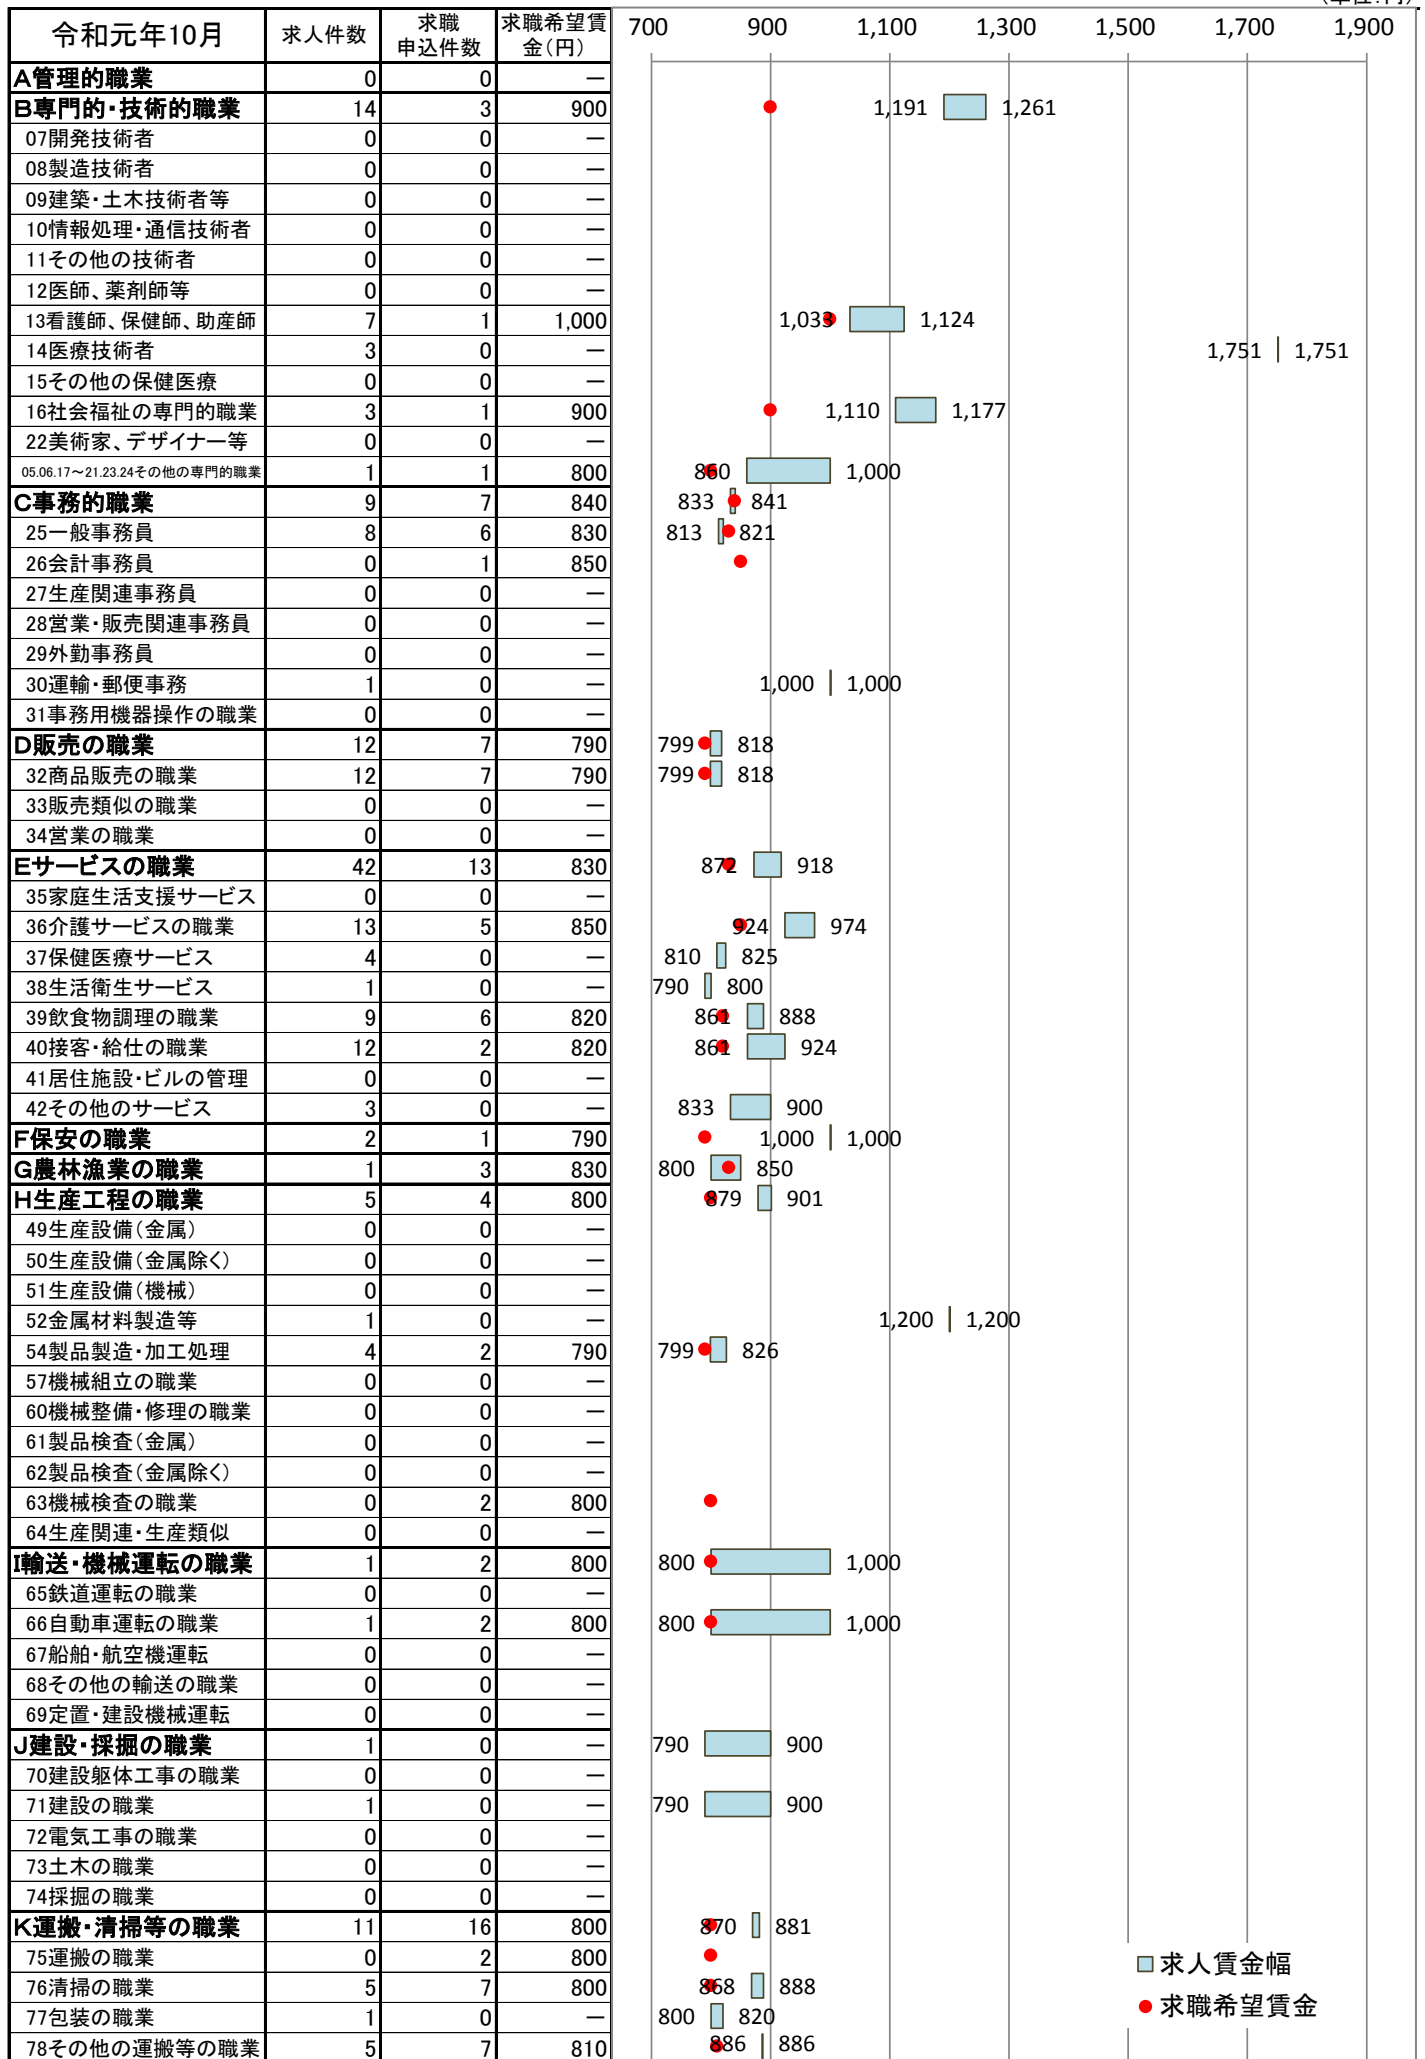 (単位:円)
令和元年10月 求人件数 求職申込件数 求職希望賃金(円) 700 900 1,100 1,300 1,500 1,700 1,900
A管理的職業 0 0 ―
B専門的・技術的職業 14 3 900 1,191 1,261
07開発技術者 0 0 ―
08製造技術者 0 0 ―
09建築・土木技術者等 0 0 ―
10情報処理・通信技術者 0 0 ―
11その他の技術者 0 0 ―
12医師、薬剤師等 0 0 ―
13看護師、保健師、助産師 7 1 1,000 1,033 1,124
14医療技術者 3 0 ― 1,751 1,751
15その他の保健医療 0 0 ―
16社会福祉の専門的職業 3 1 900 1,110 1,177
22美術家、デザイナー等 0 0 ―
05.06.17～21.23.24その他の専門的職業 1 1 800 860 1,000
C事務的職業 9 7 840 833 841
25一般事務員 8 6 830 813 821
26会計事務員 0 1 850
27生産関連事務員 0 0 ―
28営業・販売関連事務員 0 0 ―
29外勤事務員 0 0 ―
30運輸・郵便事務 1 0 ― 1,000 1,000
31事務用機器操作の職業 0 0 ―
D販売の職業 12 7 790 799 818
32商品販売の職業 12 7 790 799 818
33販売類似の職業 0 0 ―
34営業の職業 0 0 ―
Eサービスの職業 42 13 830 872 918
35家庭生活支援サービス 0 0 ―
36介護サービスの職業 13 5 850 924 974
37保健医療サービス 4 0 ― 810 825
38生活衛生サービス 1 0 ― 790 800
39飲食物調理の職業 9 6 820 861 888
40接客・給仕の職業 12 2 820 861 924
41居住施設・ビルの管理 0 0 ―
42その他のサービス 3 0 ― 833 900
F保安の職業 2 1 790 1,000 1,000
G農林漁業の職業 1 3 830 800 850
H生産工程の職業 5 4 800 879 901
49生産設備(金属) 0 0 ―
50生産設備(金属除く) 0 0 ―
51生産設備(機械) 0 0 ―
52金属材料製造等 1 0 ― 1,200 1,200
54製品製造・加工処理 4 2 790 799 826
57機械組立の職業 0 0 ―
60機械整備・修理の職業 0 0 ―
61製品検査(金属) 0 0 ―
62製品検査(金属除く) 0 0 ―
63機械検査の職業 0 2 800
64生産関連・生産類似 0 0 ―
I輸送・機械運転の職業 1 2 800 800 1,000
65鉄道運転の職業 0 0 ―
66自動車運転の職業 1 2 800 800 1,000
67船舶・航空機運転 0 0 ―
68その他の輸送の職業 0 0 ―
69定置・建設機械運転 0 0 ―
J建設・採掘の職業 1 0 ― 790 900
70建設躯体工事の職業 0 0 ―
71建設の職業 1 0 ― 790 900
72電気工事の職業 0 0 ―
73土木の職業 0 0 ―
74採掘の職業 0 0 ―
K運搬・清掃等の職業 11 16 800 870 881
75運搬の職業 0 2 800
76清掃の職業 5 7 800 868 888
77包装の職業 1 0 ― 800 820
78その他の運搬等の職業 5 7 810 886 886
求人賃金幅
求職希望賃金